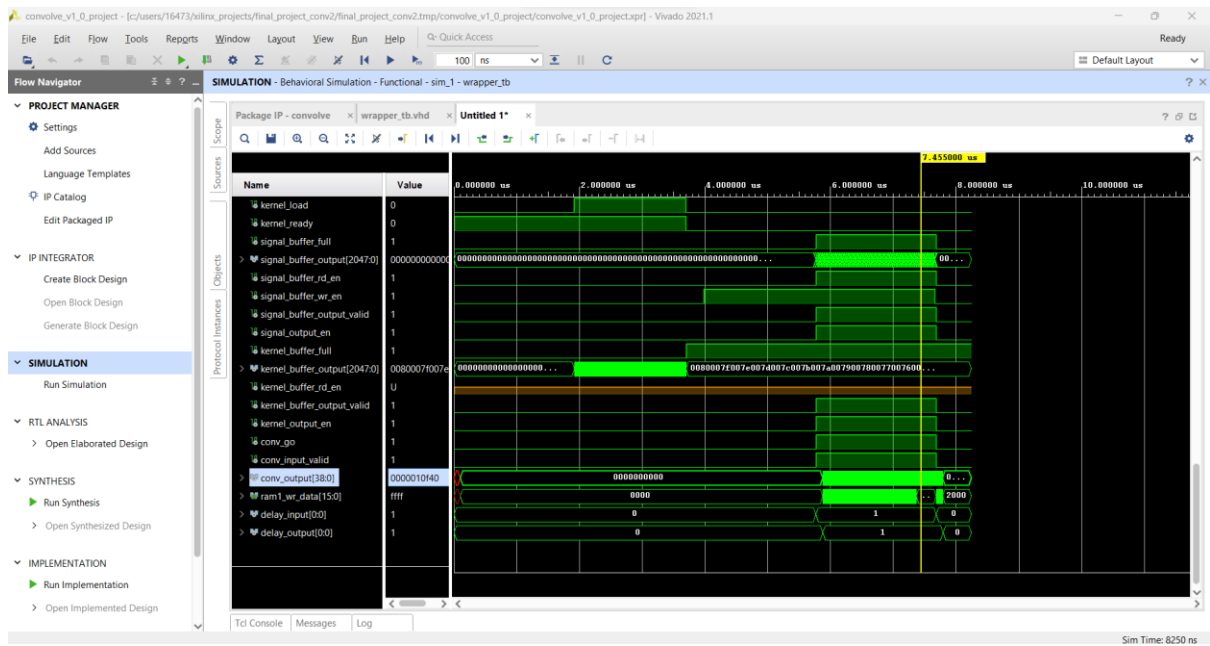 convolve_v1_0_project - [c:/users/16473/xilinx_projects/final_project_conv2/final_project_conv2.tmp/convolve_v1_0_project/convolve_v1_0_project.xpr] - Vivado 2021.1
File Edit Flow Tools Reports Window Layout View Run Help Quick Access Ready
100 ns Default Layout
Flow Navigator
SIMULATION - Behavioral Simulation - Functional - sim_1 - wrapper_tb
PROJECT MANAGER
Settings
Add Sources
Language Templates
IP Catalog
Edit Packaged IP
IP INTEGRATOR
Create Block Design
Open Block Design
Generate Block Design
SIMULATION
Run Simulation
RTL ANALYSIS
Open Elaborated Design
SYNTHESIS
Run Synthesis
Open Synthesized Design
IMPLEMENTATION
Run Implementation
Open Implemented Design
Scope
Sources
Objects
Protocol Instances
Package IP - convolve wrapper_tb.vhd Untitled 1*
7.455000 us
Name Value 0.000000 us 2.000000 us 4.000000 us 6.000000 us 8.000000 us 10.000000 us
kernel_load 0
kernel_ready 0
signal_buffer_full 1
signal_buffer_output[2047:0] 000000000000 00...
signal_buffer_rd_en 1
signal_buffer_wr_en 1
signal_buffer_output_valid 1
signal_output_en 1
kernel_buffer_full 1
kernel_buffer_output[2047:0] 0080007f007e 0080007f007e007d007c007b007a007900780077007600...
kernel_buffer_rd_en U
kernel_buffer_output_valid 1
kernel_output_en 1
conv_go 1
conv_input_valid 1
conv_output[38:0] 0000010f40 0000000000 0...
ram1_wr_data[15:0] ffff 0000 .. 2000
delay_input[0:0] 1 0 1 0
delay_output[0:0] 1 0 1 0
Tcl Console Messages Log
Sim Time: 8250 ns